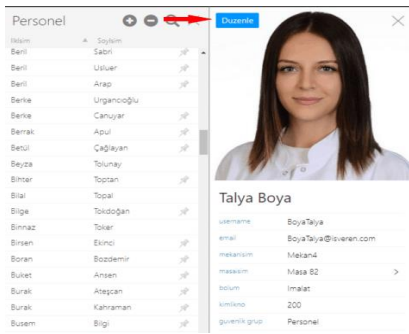 Personel
Nisim Soyisim
Beril Sabri
Beril Usluer
Beril Arap
Berke Urgancıoğlu
Berke Canuyar
Berrak Apul
Betül Çağlayan
Beyza Tolunay
Bihter Toptan
Bilal Topal
Bilge Tokdoğan
Binnaz Toker
Birsen Ekinci
Boran Bozdemir
Buket Ansen
Burak Ateşcan
Burak Kahraman
Busem Bilgi
Duzenle
Talya Boya
username BoyaTalya
email BoyaTalya@isveren.com
mekanisim Mekan4
masaisim Masa 82
bolum Imalat
kimlikno 200
guvenlik grup Personel